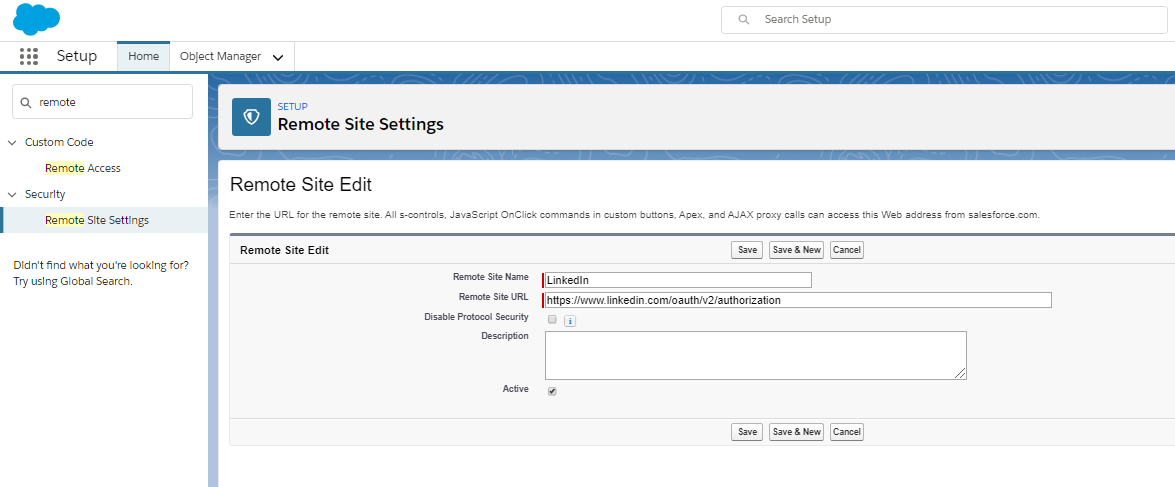 Search Setup
Setup Home Object Manager
remote
Custom Code
Remote Access
Security
Remote Site Settings
Didn't find what you're looking for?
Try using Global Search.
SETUP
Remote Site Settings
Remote Site Edit
Enter the URL for the remote site. All s-controls, JavaScript OnClick commands in custom buttons, Apex, and AJAX proxy calls can access this Web address from salesforce.com.
Remote Site Edit Save Save & New Cancel
Remote Site Name LinkedIn
Remote Site URL https://www.linkedin.com/oauth/v2/authorization
Disable Protocol Security i
Description
Active
Save Save & New Cancel